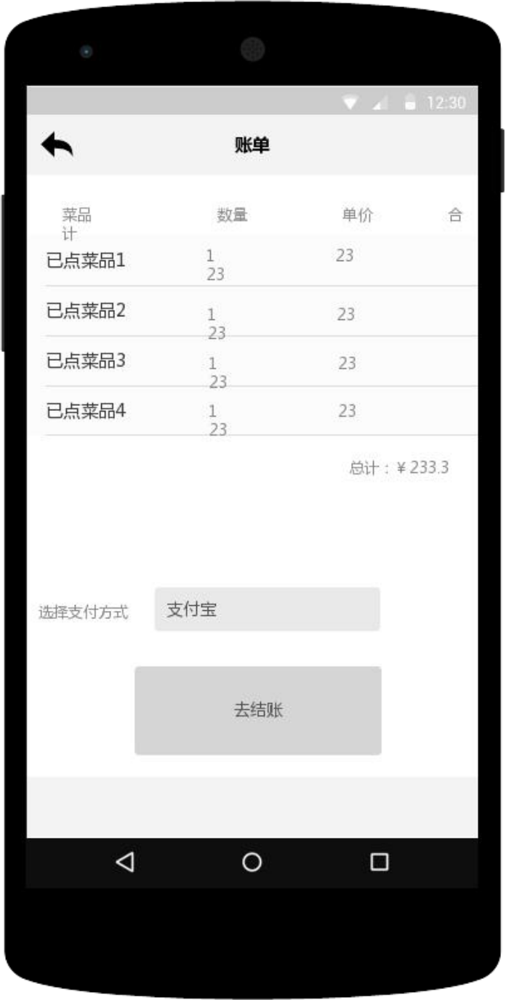 12:30
账单
菜品 数量 单价 合
计
已点菜品1 1 23
23
已点菜品2 1 23
23
已点菜品3 1 23
23
已点菜品4 1 23
23
总计：¥ 233.3
选择支付方式 支付宝
去结账